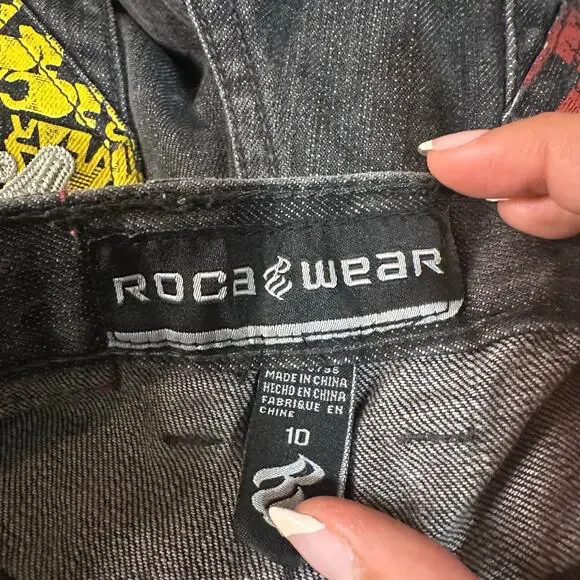 ROCA WEAR
MADE IN CHINA
HECHO EN CHINA
FABRIQUE EN
CHINE
10